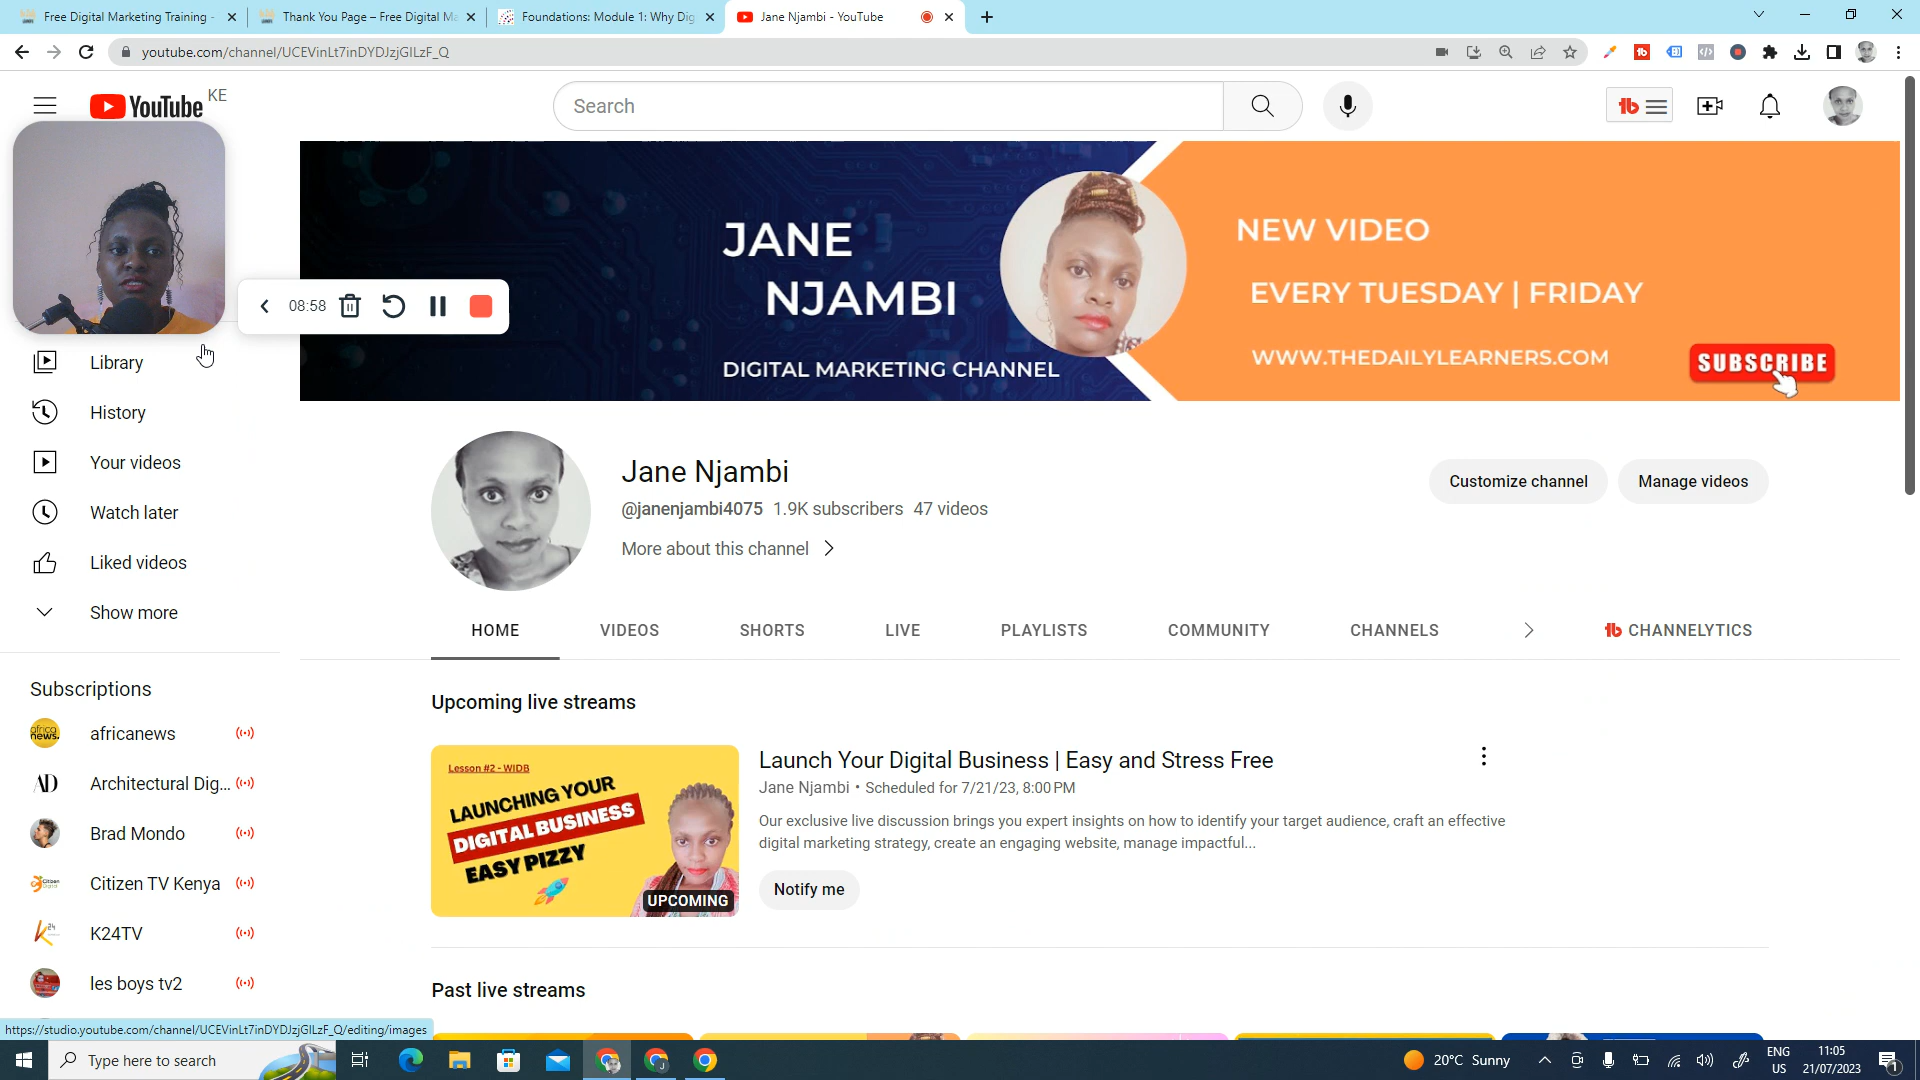 Free Digital Marketing Training -
Thank You Page – Free Digital Ma
Foundations: Module 1: Why Dig
Jane Njambi - YouTube
youtube.com/channel/UCEVinLt7inDYDJzjGlLzF_Q
YouTube KE
Search
JANE
NJAMBI
DIGITAL MARKETING CHANNEL
NEW VIDEO
EVERY TUESDAY | FRIDAY
WWW.THEDAILYLEARNERS.COM
SUBSCRIBE
08:58
Library
History
Your videos
Watch later
Liked videos
Show more
Subscriptions
africanews
Architectural Dig...
Brad Mondo
Citizen TV Kenya
K24TV
les boys tv2
Jane Njambi
@janenjambi4075 1.9K subscribers 47 videos
More about this channel
Customize channel
Manage videos
HOME
VIDEOS
SHORTS
LIVE
PLAYLISTS
COMMUNITY
CHANNELS
CHANNELYTICS
Upcoming live streams
Lesson #2 - WIDB
LAUNCHING YOUR
DIGITAL BUSINESS
EASY PIZZY
UPCOMING
Launch Your Digital Business | Easy and Stress Free
Jane Njambi • Scheduled for 7/21/23, 8:00 PM
Our exclusive live discussion brings you expert insights on how to identify your target audience, craft an effective
digital marketing strategy, create an engaging website, manage impactful...
Notify me
Past live streams
https://studio.youtube.com/channel/UCEVinLt7inDYDJzjGlLzF_Q/editing/images
Type here to search
20°C Sunny
ENG
US
11:05
21/07/2023
1